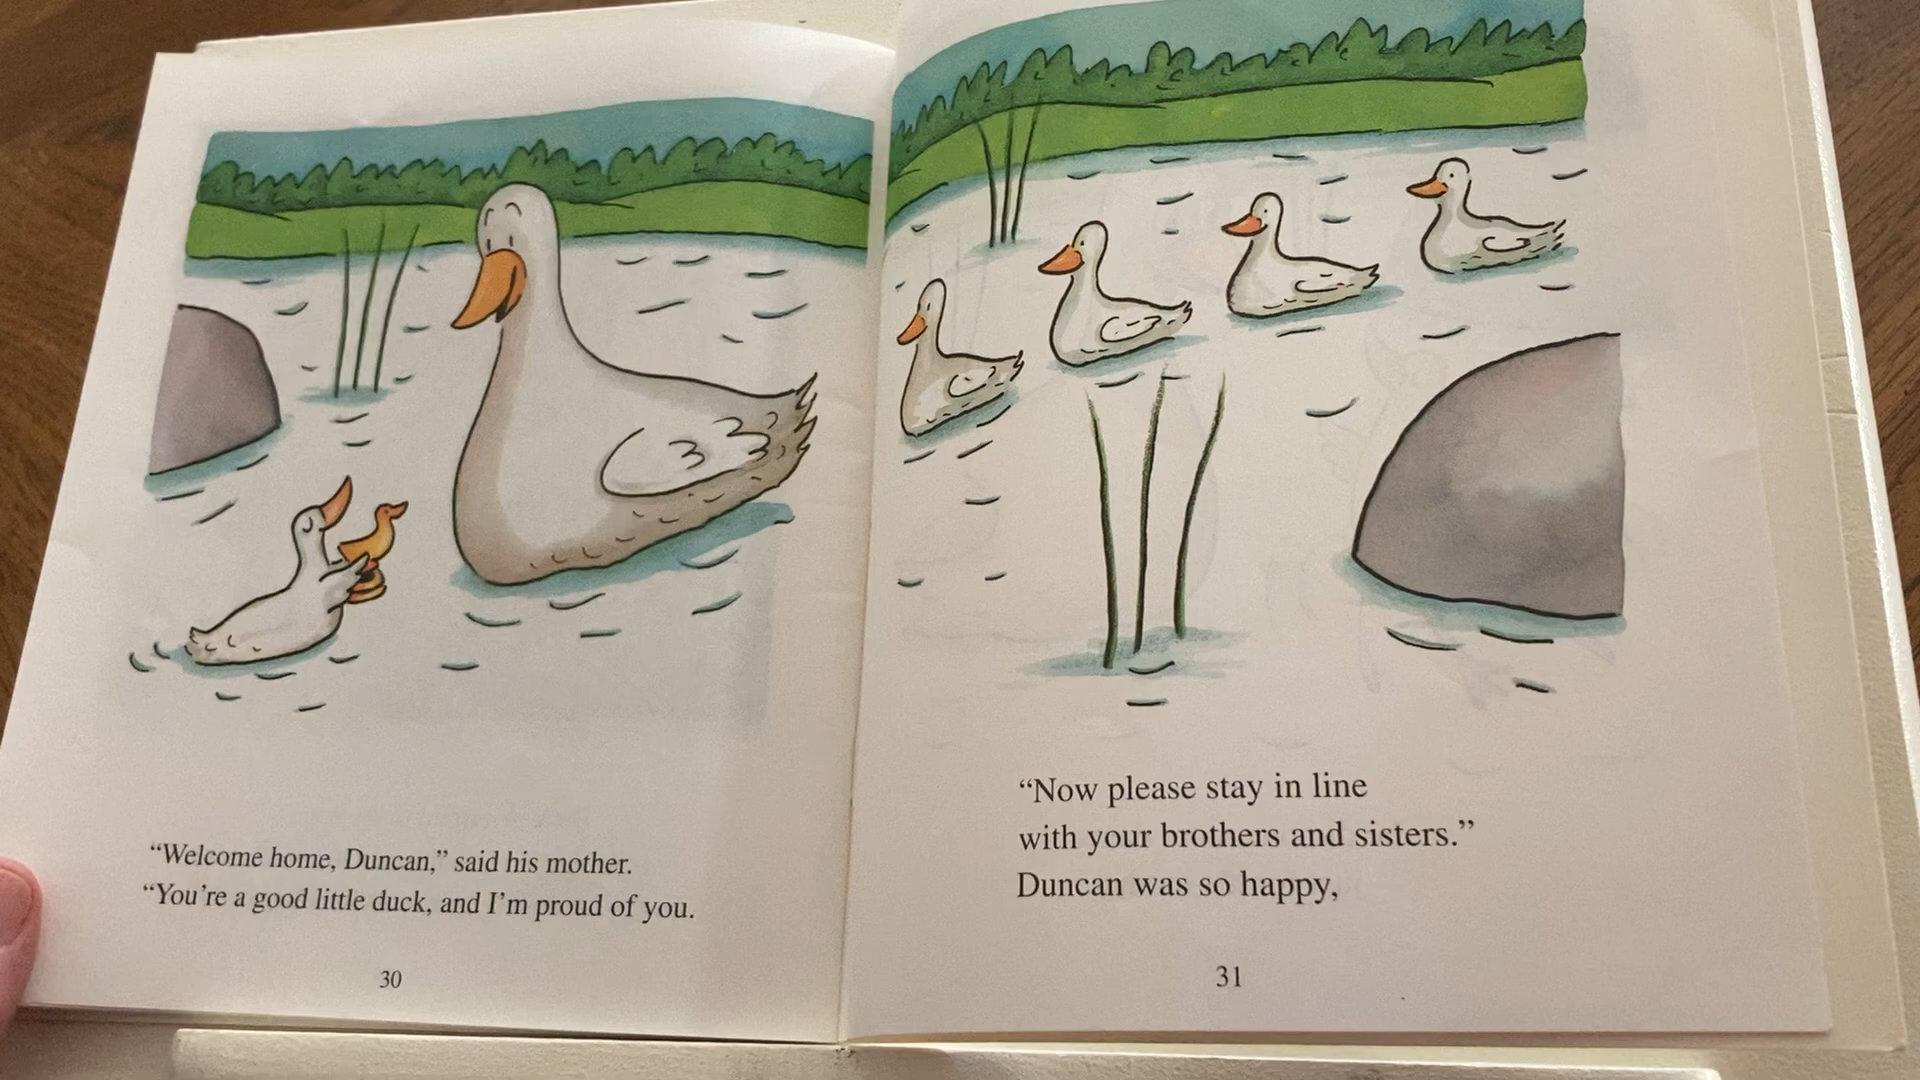 “Welcome home, Duncan,” said his mother.
“You’re a good little duck, and I’m proud of you.
30
“Now please stay in line
with your brothers and sisters.”
Duncan was so happy,
31